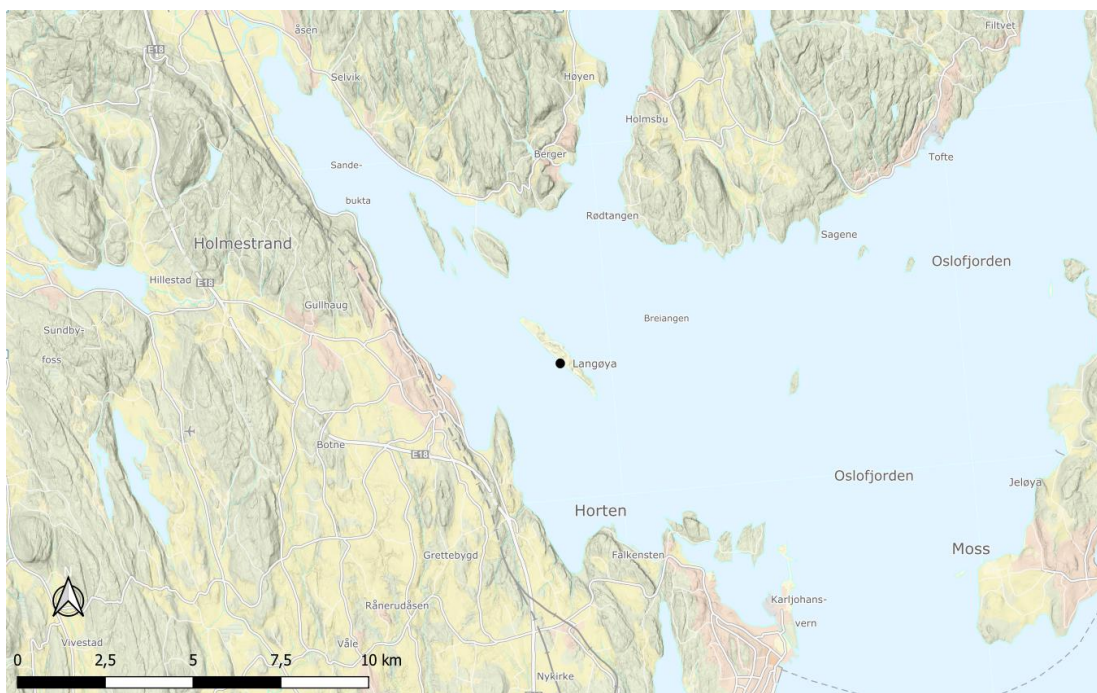 Filtvet
åsen
E18
Selvik
Høyen
Holmsbu
Berger
Tofte
Sande-
bukta
Rødtangen
Sagene
Holmestrand
Oslofjorden
Hillestad
E18
Gullhaug
Breiangen
Sundby-
foss
Langøya
Botne
E18
Oslofjorden
Jeløya
Horten
Moss
Grettebygd
Falkensten
Rånerudåsen
Karljohans-
vern
Vivestad
Våle
0 2,5 5 7,5 10 km
Nykirke